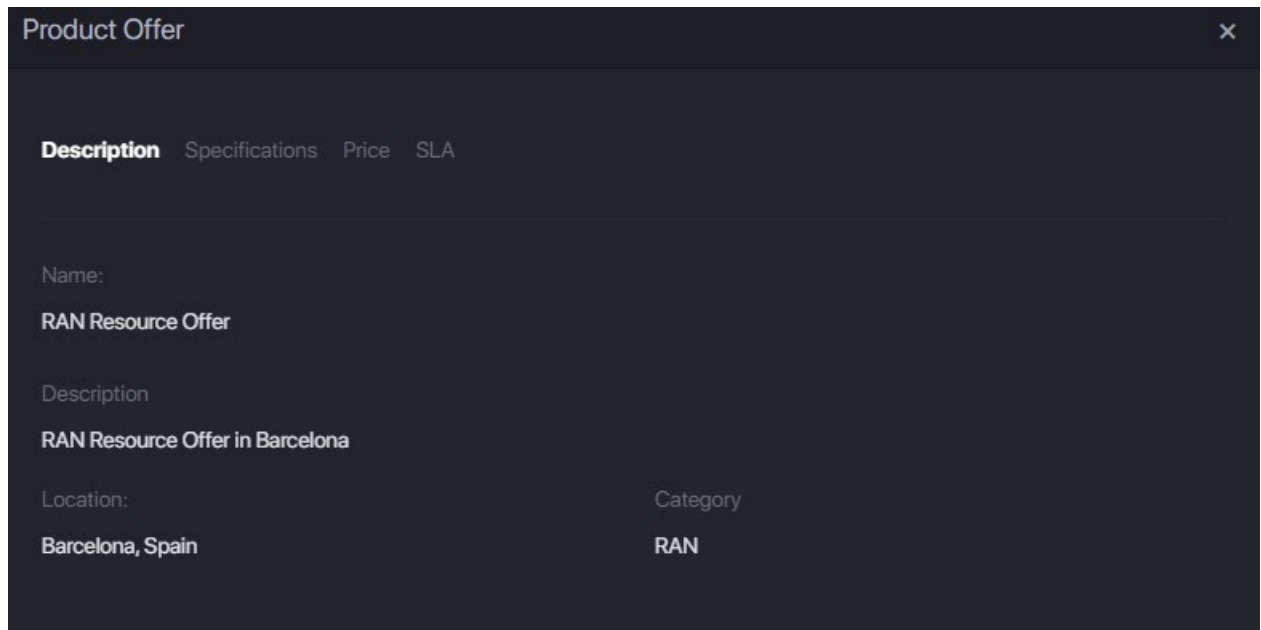 Product Offer ×
Description Specifications Price SLA
Name:
RAN Resource Offer
Description
RAN Resource Offer in Barcelona
Location: Category
Barcelona, Spain RAN